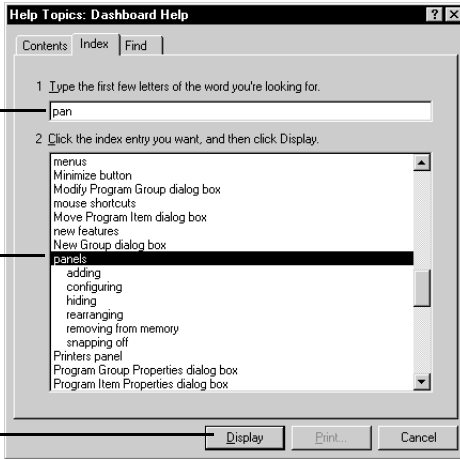 Help Topics: Dashboard Help
Contents Index Find
1 Type the first few letters of the word you're looking for.
pan
2 Click the index entry you want, and then click Display.
menus
Minimize button
Modify Program Group dialog box
mouse shortcuts
Move Program Item dialog box
new features
New Group dialog box
panels
adding
configuring
hiding
rearranging
removing from memory
snapping off
Printers panel
Program Group Properties dialog box
Program Item Properties dialog box
Display Print... Cancel